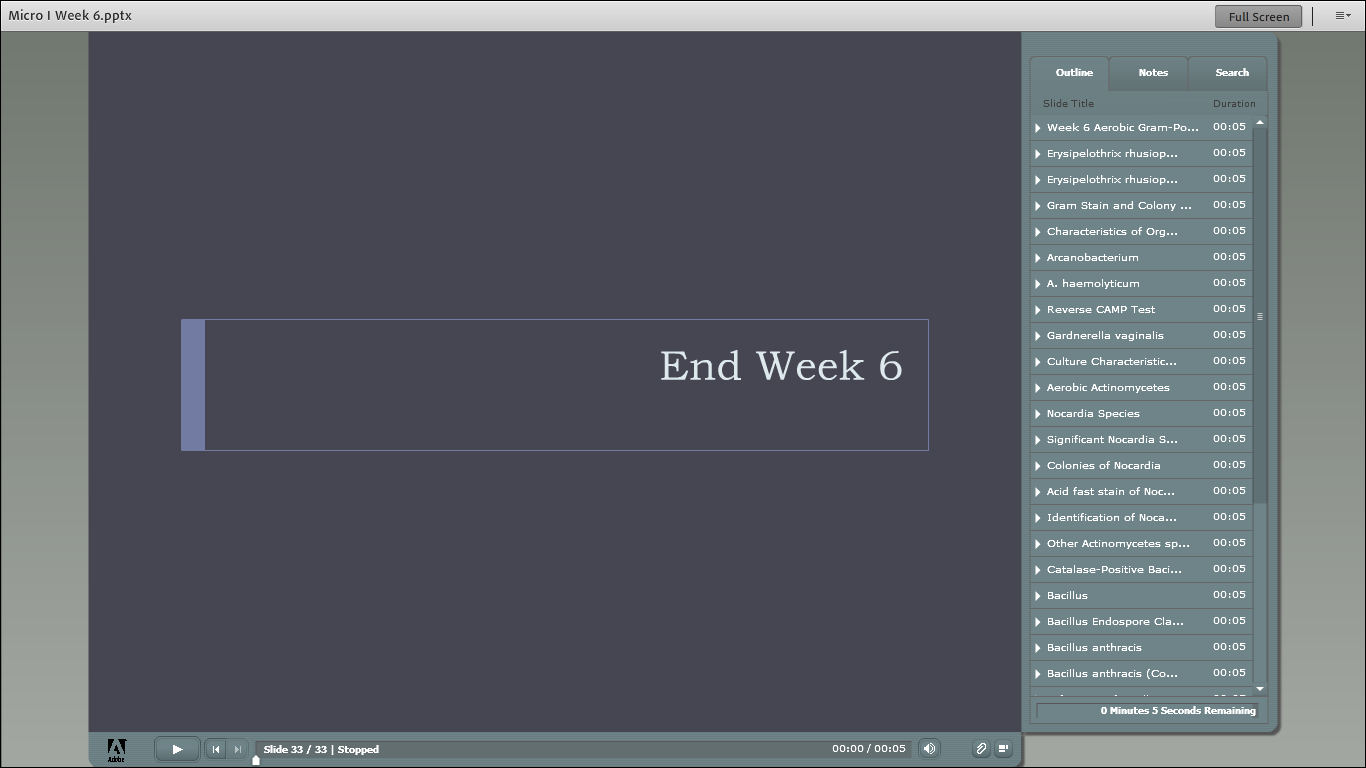 Micro I Week 6.pptx
Full Screen
End Week 6
Outline Notes Search
Slide Title Duration
Week 6 Aerobic Gram-Po... 00:05
Erysipelothrix rhusiop... 00:05
Erysipelothrix rhusiop... 00:05
Gram Stain and Colony ... 00:05
Characteristics of Org... 00:05
Arcanobacterium 00:05
A. haemolyticum 00:05
Reverse CAMP Test 00:05
Gardnerella vaginalis 00:05
Culture Characteristic... 00:05
Aerobic Actinomycetes 00:05
Nocardia Species 00:05
Significant Nocardia S... 00:05
Colonies of Nocardia 00:05
Acid fast stain of Noc... 00:05
Identification of Noca... 00:05
Other Actinomycetes sp... 00:05
Catalase-Positive Baci... 00:05
Bacillus 00:05
Bacillus Endospore Cla... 00:05
Bacillus anthracis 00:05
Bacillus anthracis (Co... 00:05
0 Minutes 5 Seconds Remaining
Adobe
Slide 33 / 33 | Stopped
00:00 / 00:05